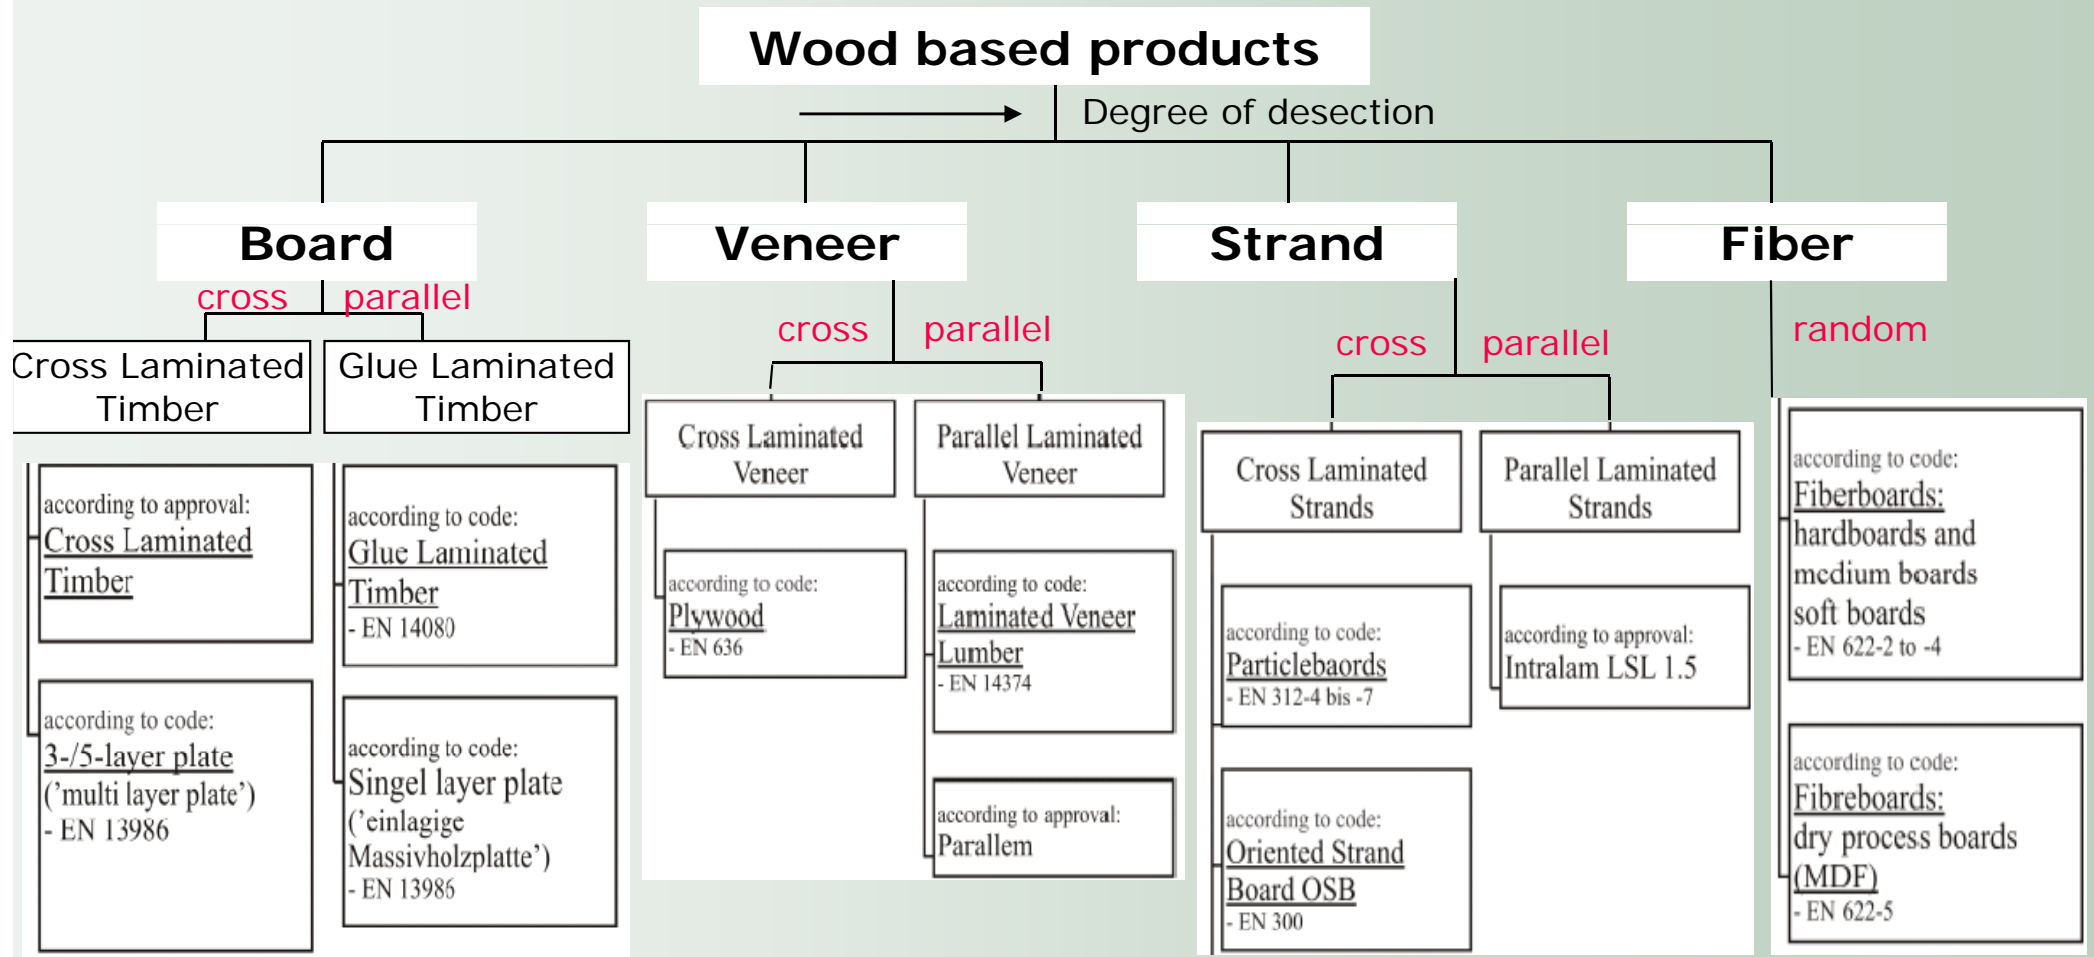 Wood based products
Degree of desection
Board
Veneer
Strand
Fiber
cross
parallel
Cross Laminated
Timber
Glue Laminated
Timber
according to approval:
Cross Laminated
Timber
according to code:
3-/5-layer plate
('multi layer plate')
- EN 13986
according to code:
Glue Laminated
Timber
- EN 14080
according to code:
Singel layer plate
('einlagige
Massivholzplatte')
- EN 13986
cross
parallel
Cross Laminated
Veneer
according to code:
Plywood
- EN 636
Parallel Laminated
Veneer
according to code:
Laminated Veneer
Lumber
- EN 14374
according to approval:
Parallem
cross
parallel
Cross Laminated
Strands
according to code:
Particlebaords
- EN 312-4 bis -7
according to code:
Oriented Strand
Board OSB
- EN 300
Parallel Laminated
Strands
according to approval:
Intralam LSL 1.5
random
according to code:
Fiberboards:
hardboards and
medium boards
soft boards
- EN 622-2 to -4
according to code:
Fibreboards:
dry process boards
(MDF)
- EN 622-5